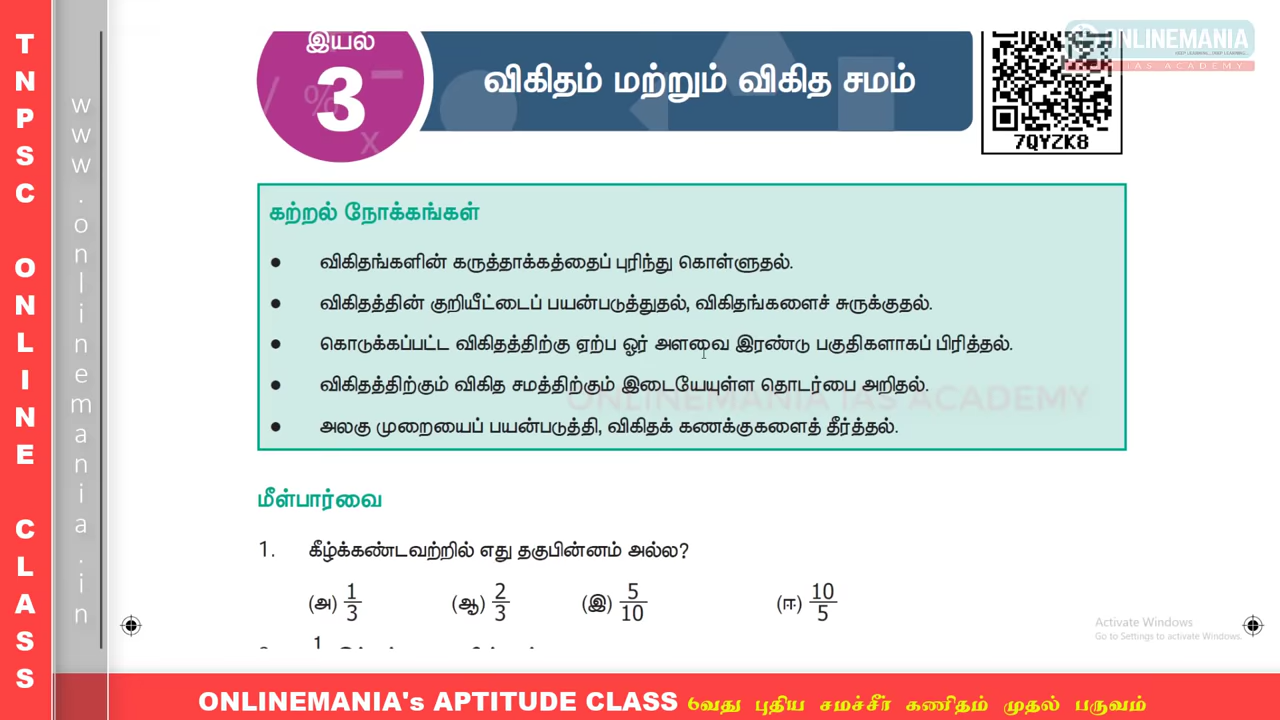 TNPSC ONLINE CLASS
www.onlinemania.in
இயல்
3
விகிதம் மற்றும் விகித சமம்
ONLINEMANIA
IAS ACADEMY
7QYZK8
கற்றல் நோக்கங்கள்
● விகிதங்களின் கருத்தாக்கத்தைப் புரிந்து கொள்ளுதல்.
● விகிதத்தின் குறியீட்டைப் பயன்படுத்துதல், விகிதங்களைச் சுருக்குதல்.
● கொடுக்கப்பட்ட விகிதத்திற்கு ஏற்ப ஓர் அளவை இரண்டு பகுதிகளாகப் பிரித்தல்.
● விகிதத்திற்கும் விகித சமத்திற்கும் இடையேயுள்ள தொடர்பை அறிதல்.
ONLINEMANIA IAS ACADEMY
● அலகு முறையைப் பயன்படுத்தி, விகிதக் கணக்குகளைத் தீர்த்தல்.
மீள்பார்வை
1. கீழ்க்கண்டவற்றில் எது தகுபின்னம் அல்ல?
(அ) 1/3 (ஆ) 2/3 (இ) 5/10 (ஈ) 10/5
Activate Windows
Go to Settings to activate Windows.
ONLINEMANIA's APTITUDE CLASS 6வது புதிய சமச்சீர் கணிதம் முதல் பருவம்